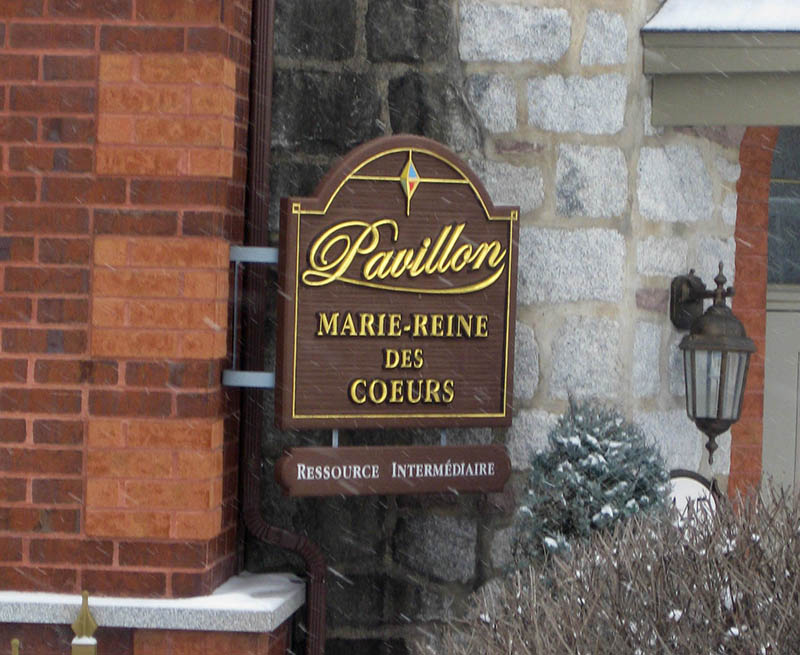 Pavillon
MARIE-REINE
DES
COEURS
RESSOURCE INTERMÉDIAIRE